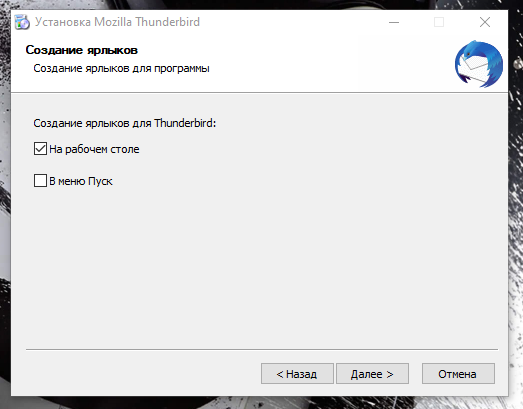 Установка Mozilla Thunderbird
Создание ярлыков
Создание ярлыков для программы
Создание ярлыков для Thunderbird:
На рабочем столе
В меню Пуск
< Назад
Далее >
Отмена